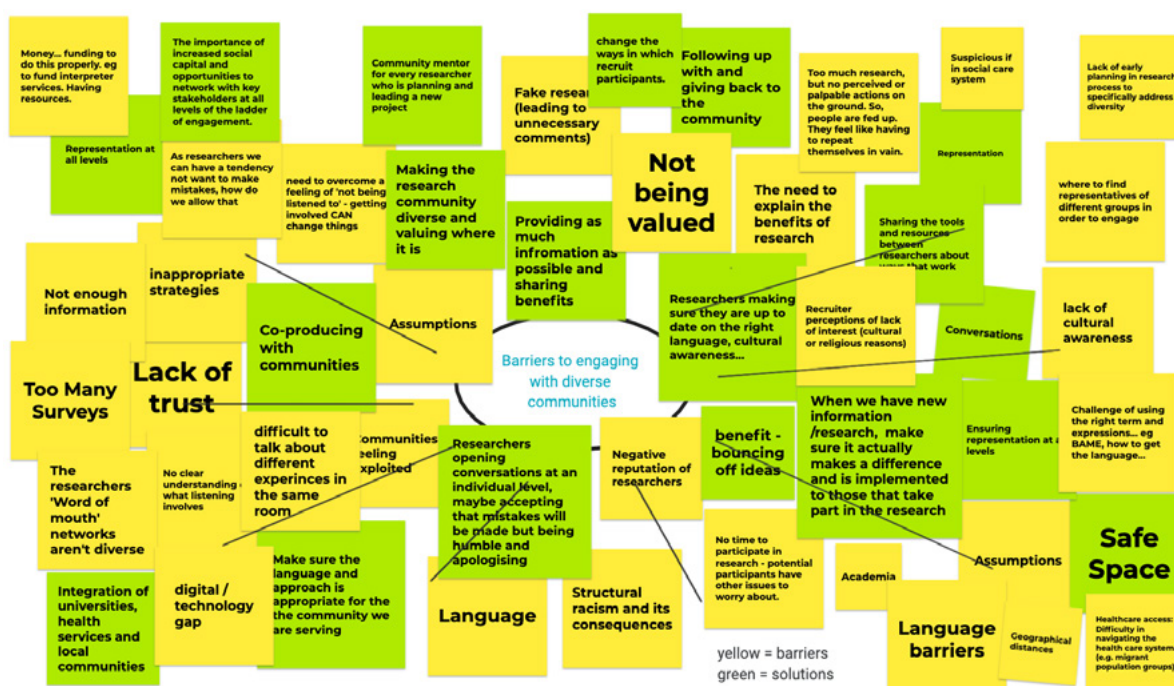 Money... funding to
do this properly. eg
to fund interpreter
services. Having
resources.
The importance of
increased social
capital and
opportunities to
network with key
stakeholders at all
levels of the ladder
of engagement.
Community mentor
for every researcher
who is planning and
leading a new
project
Fake resear
(leading to
unnecessary
comments)
change the
ways in which
recruit
participants.
Following up
with and
giving back to
the
community
Too much research,
but no perceived or
palpable actions on
the ground. So,
people are fed up.
They feel like having
to repeat
themselves in vain.
Suspicious if
in social care
system
Lack of early
planning in research
process to
specifically address
diversity
Representation at
all levels
As researchers we
can have a tendency
not want to make
mistakes, how do
we allow that
need to overcome a
feeling of 'not being
listened to' - getting
involved CAN
change things
Making the
research
community
diverse and
valuing where
it is
Providing as
much
infromation as
possible and
sharing
benefits
Not
being
valued
The need to
explain the
benefits of
research
Representation
Sharing the tools
and resources
between
researchers about
ways that work
where to find
representatives of
different groups in
order to engage
Not enough
information
inappropriate
strategies
Co-producing
with
communities
Assumptions
Barriers to engaging
with diverse
communities
Researchers making
sure they are up to
date on the right
language, cultural
awareness...
Recruiter
perceptions of lack
of interest (cultural
or religious reasons)
Conversations
lack of
cultural
awareness
Too Many
Surveys
Lack of
trust
difficult to
talk about
different
experinces in
the same
room
Communities
feeling
exploited
Researchers
opening
conversations at an
individual level,
maybe accepting
that mistakes will
be made but being
humble and
apologising
Negative
reputation of
researchers
benefit -
bouncing
off ideas
When we have new
information
/research, make
sure it actually
makes a difference
and is implemented
to those that take
part in the research
Ensuring
representation at a
levels
Challenge of using
the right term and
expressions... eg
BAME, how to get
the language...
The
researchers
'Word of
mouth'
networks
aren't diverse
No clear
understanding
what listening
involves
Integration of
universities,
health
services and
local
communities
digital /
technology
gap
Make sure the
language and
approach is
appropriate for the
the community we
are serving
Language
Structural
racism and its
consequences
No time to
participate in
research - potential
participants have
other issues to
worry about.
Academia
Assumptions
Safe
Space
Language
barriers
Geographical
distances
Healthcare access:
Difficulty in
navigating the
health care system
(e.g. migrant
population groups)
yellow = barriers
green = solutions